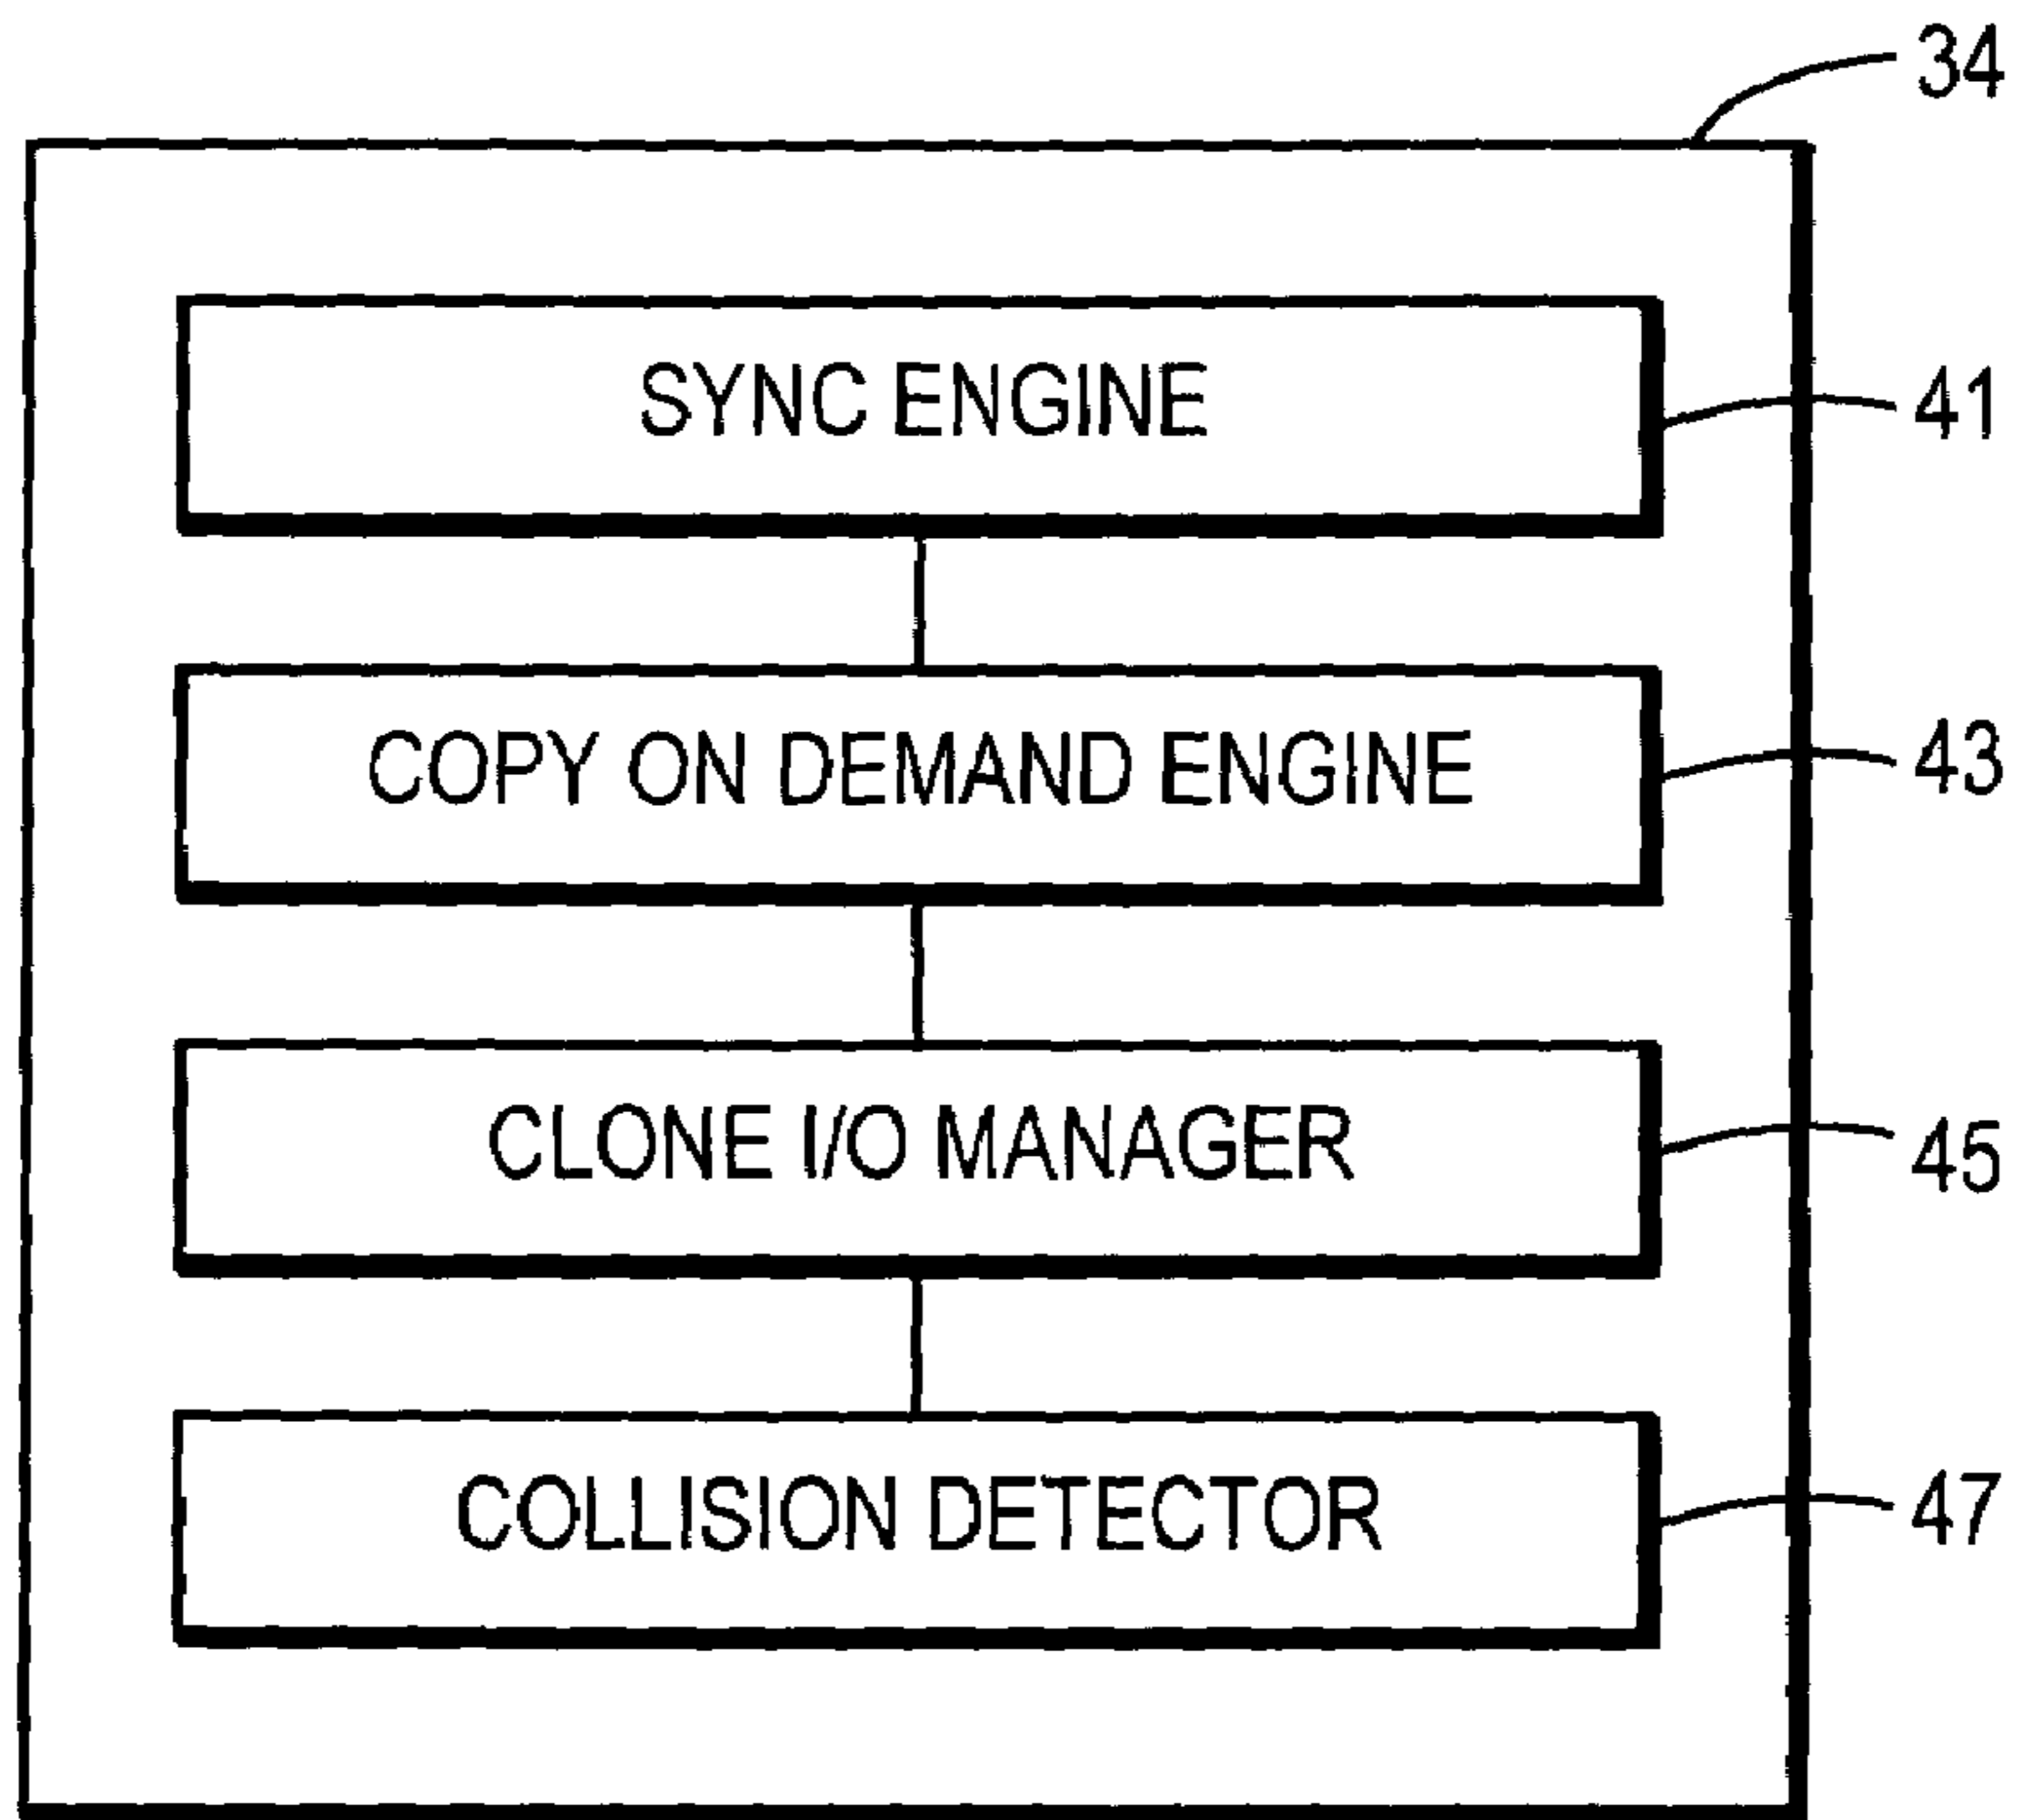 34
SYNC ENGINE
41
COPY ON DEMAND ENGINE
43
CLONE I/O MANAGER
45
COLLISION DETECTOR
47